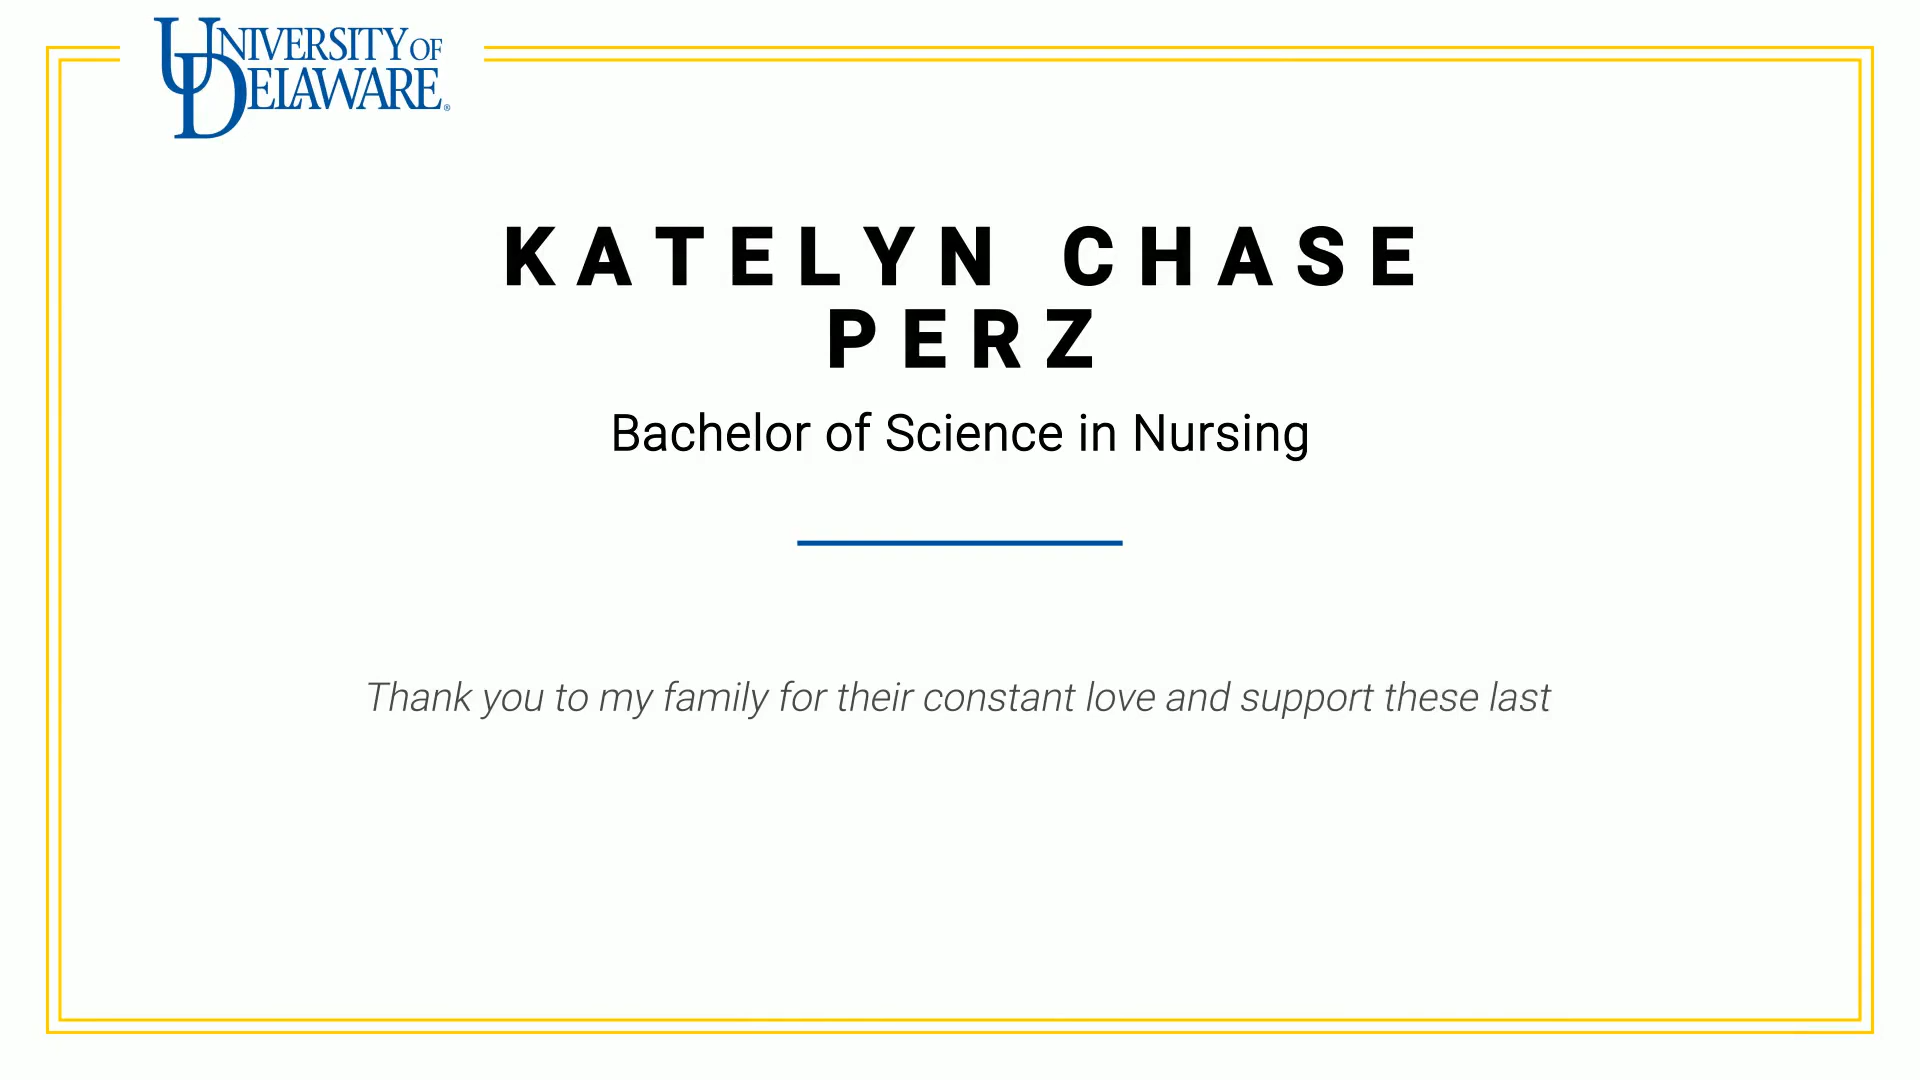 UNIVERSITY OF
DELAWARE®
KATELYN CHASE
PERZ
Bachelor of Science in Nursing
Thank you to my family for their constant love and support these last